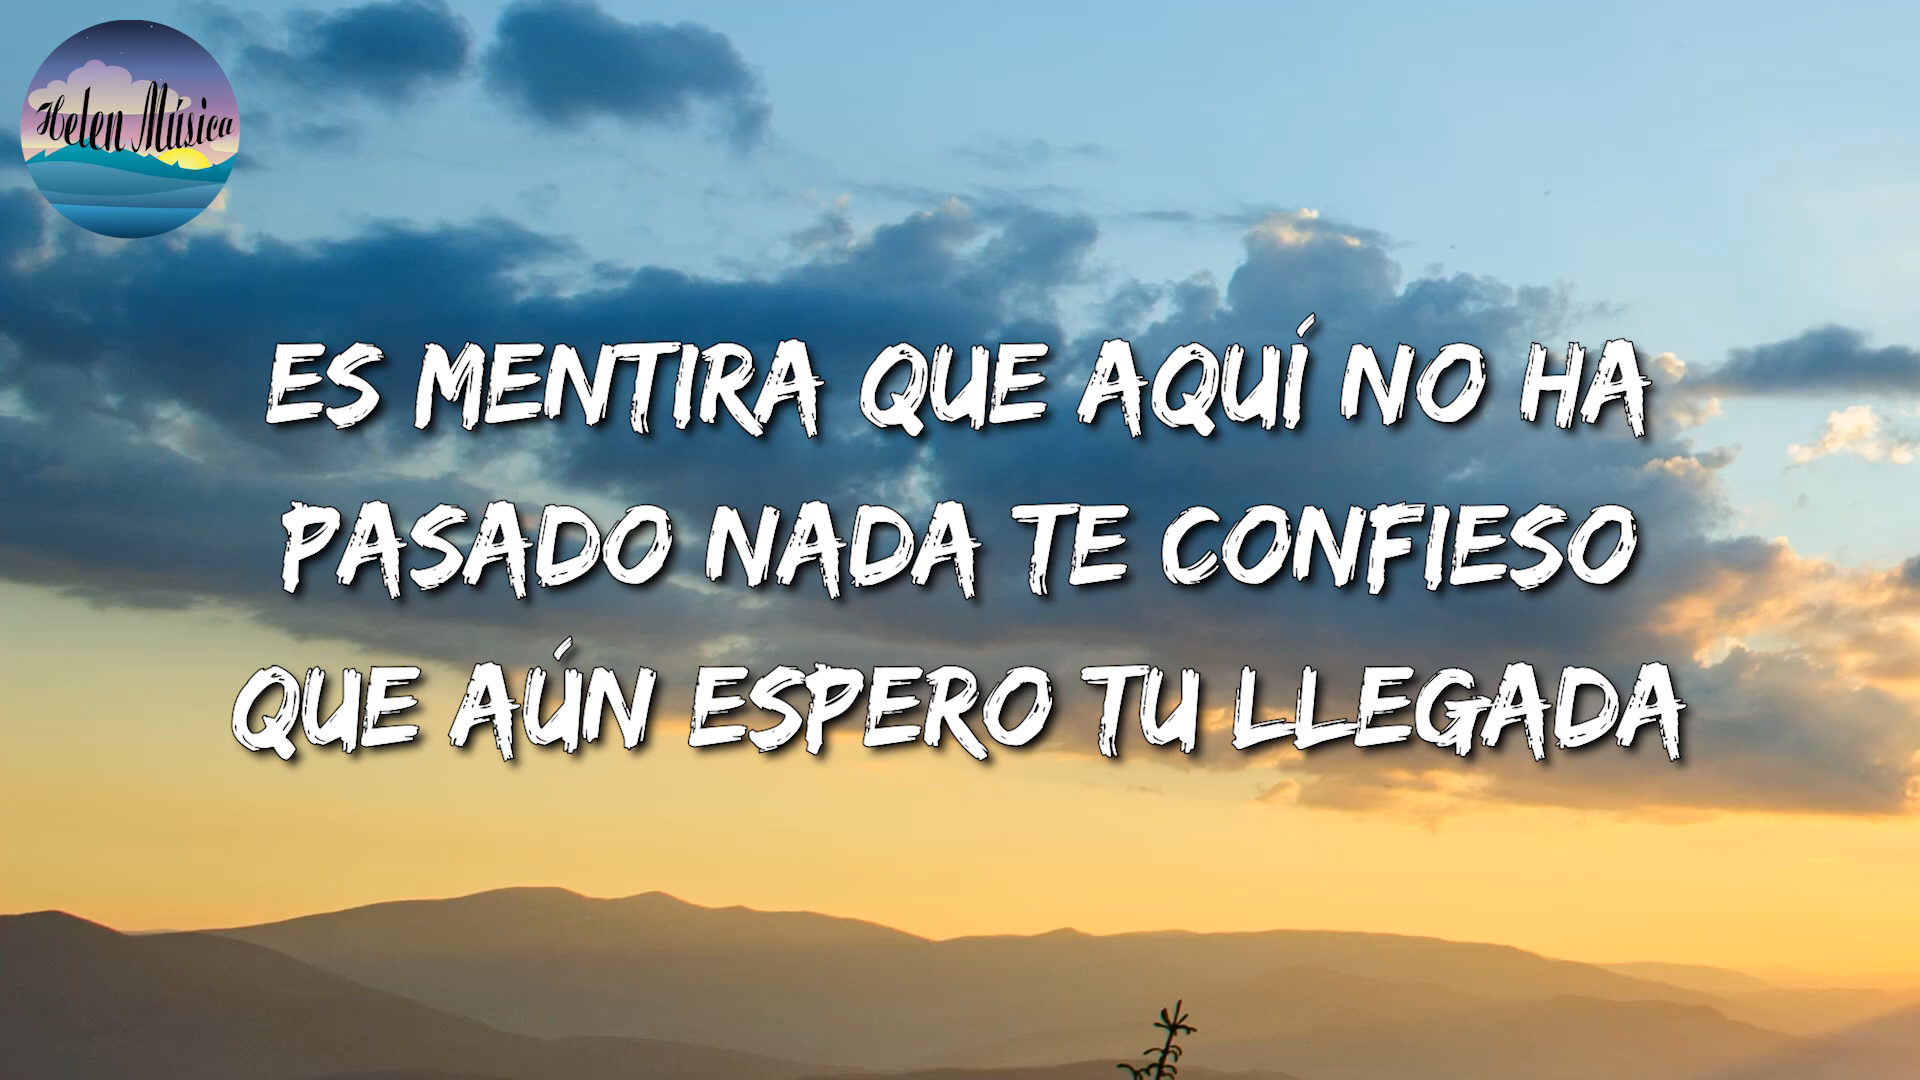 Helen Música
ES MENTIRA QUE AQUÍ NO HA
PASADO NADA TE CONFIESO
QUE AÚN ESPERO TU LLEGADA